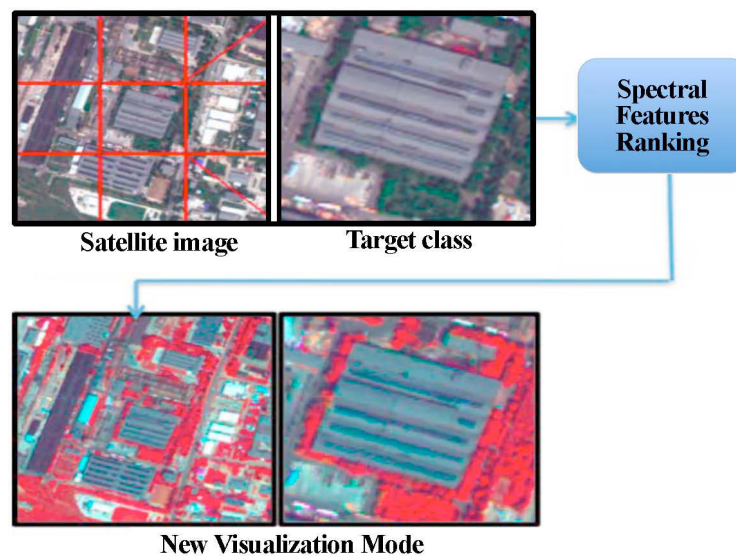 Spectral
Features
Ranking
Satellite image
Target class
New Visualization Mode